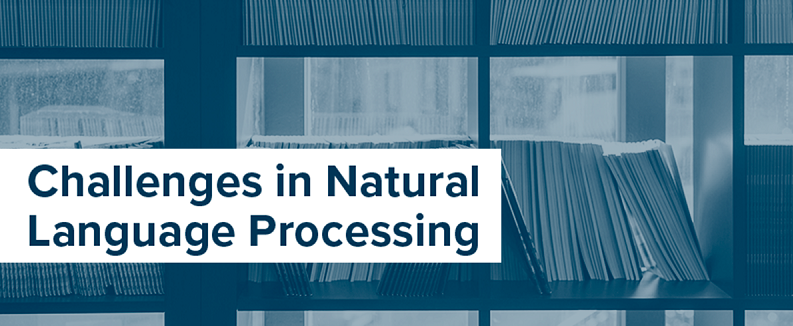 Challenges in Natural
Language Processing